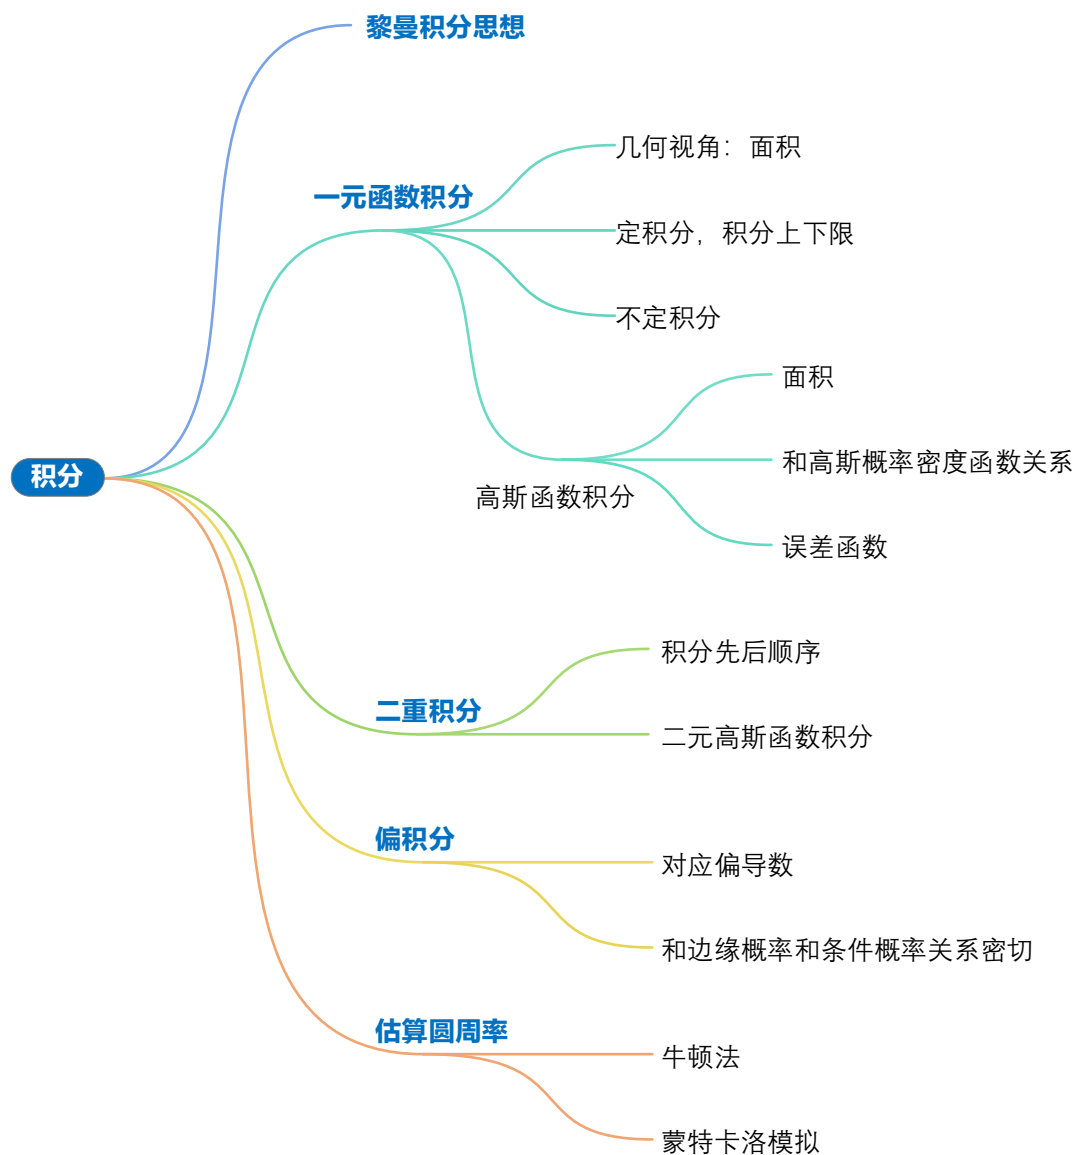 黎曼积分思想
一元函数积分
几何视角：面积
定积分，积分上下限
不定积分
高斯函数积分
面积
和高斯概率密度函数关系
误差函数
积分
二重积分
积分先后顺序
二元高斯函数积分
偏积分
对应偏导数
和边缘概率和条件概率关系密切
估算圆周率
牛顿法
蒙特卡洛模拟